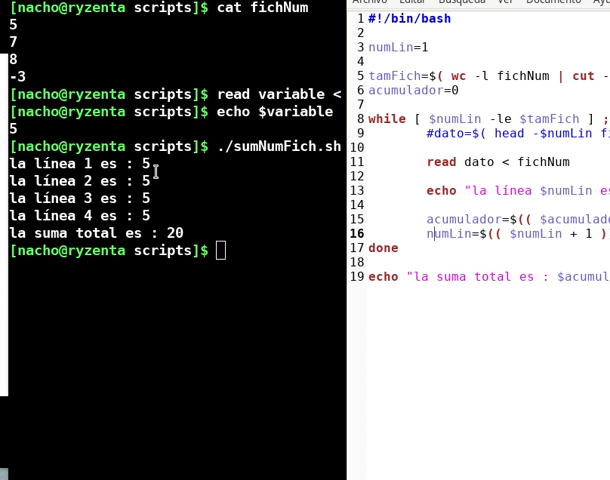 [nacho@ryzenta scripts]$ cat fichNum
5
7
8
-3
[nacho@ryzenta scripts]$ read variable <
[nacho@ryzenta scripts]$ echo $variable
5
[nacho@ryzenta scripts]$ ./sumNumFich.sh
la línea 1 es : 5
la línea 2 es : 5
la línea 3 es : 5
la línea 4 es : 5
la suma total es : 20
[nacho@ryzenta scripts]$
1 #!/bin/bash
2
3 numLin=1
4
5 tamFich=$( wc -l fichNum | cut -
6 acumulador=0
7
8 while [ $numLin -le $tamFich ] ;
9 #dato=$( head -$numLin fi
10
11 read dato < fichNum
12
13 echo "la línea $numLin es
14
15 acumulador=$(( $acumulado
16 numLin=$(( $numLin + 1 )
17 done
18
19 echo "la suma total es : $acumul